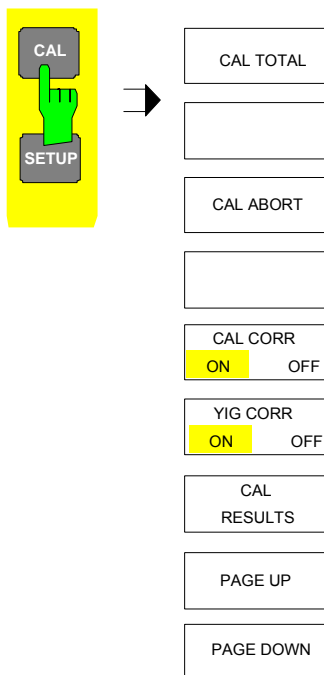 CAL
SETUP
CAL TOTAL
CAL ABORT
CAL CORR
ON OFF
YIG CORR
ON OFF
CAL
RESULTS
PAGE UP
PAGE DOWN